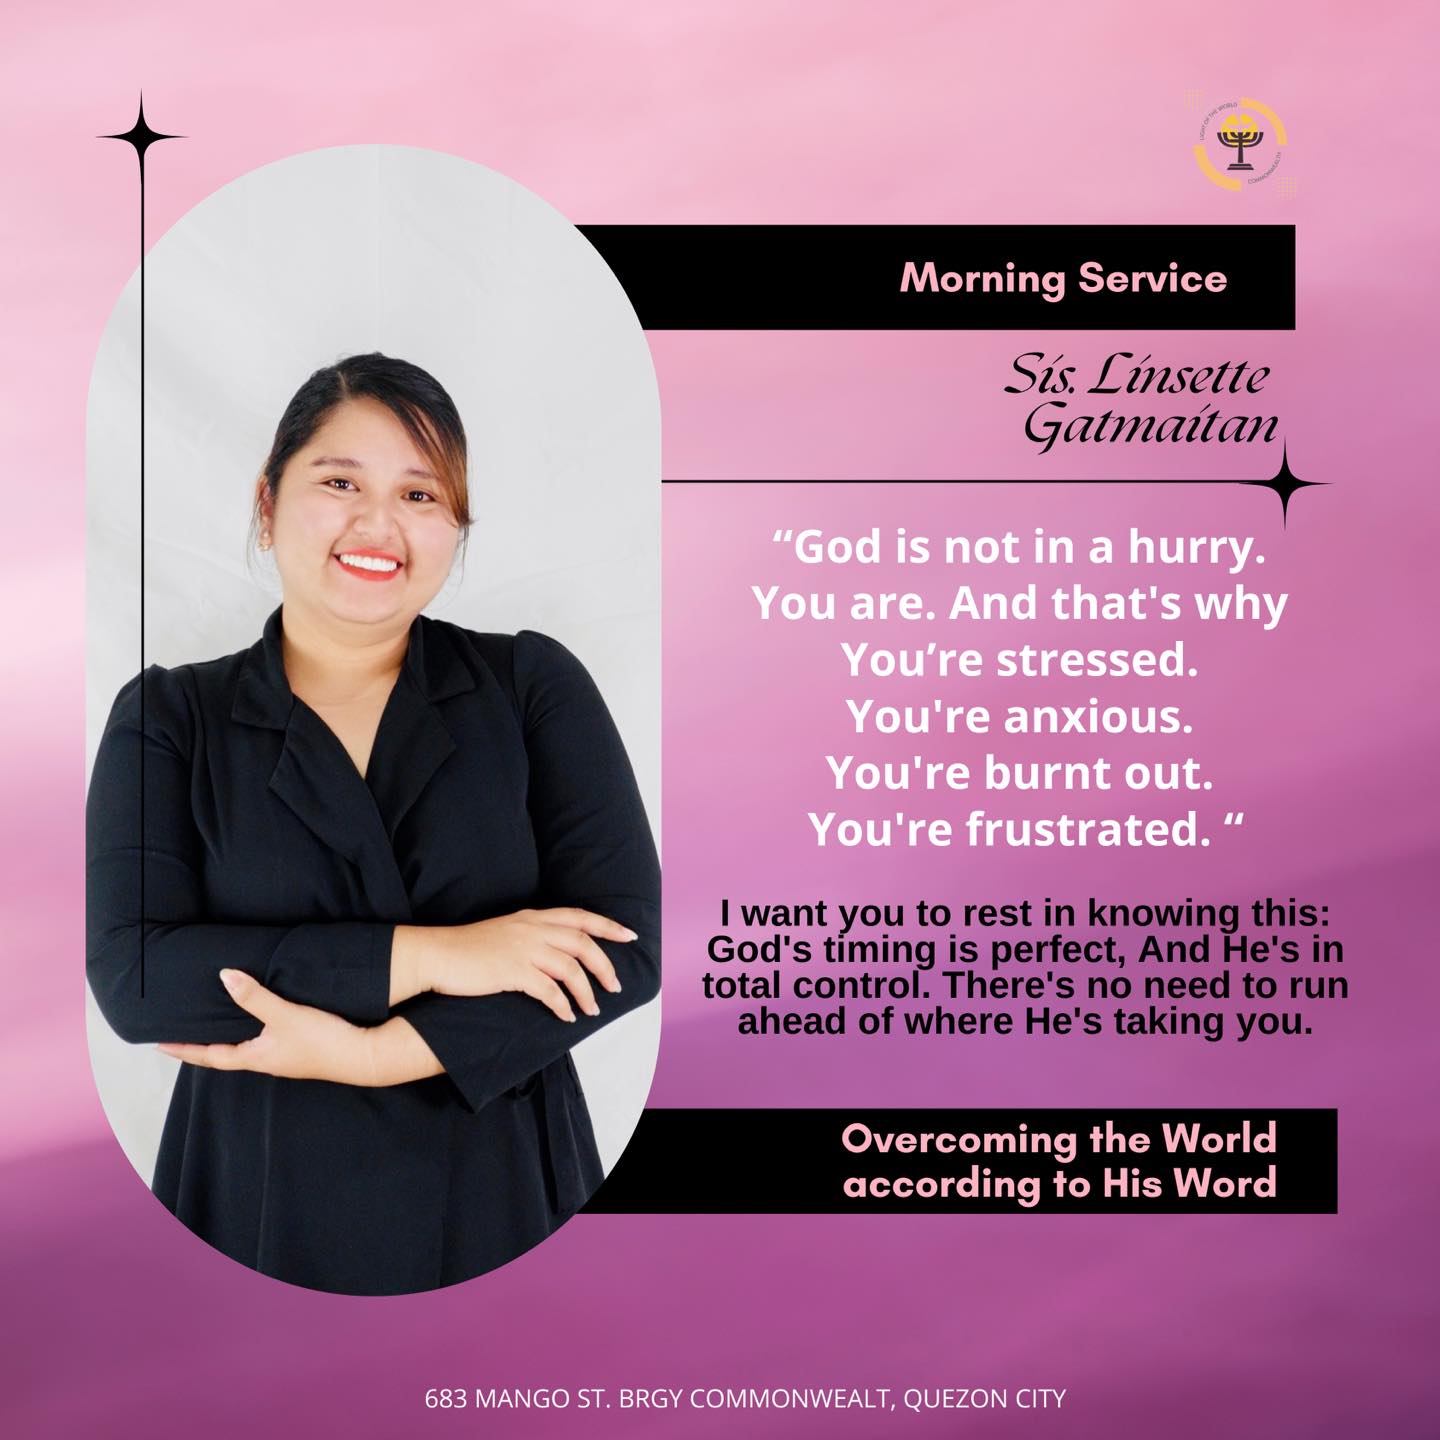 LIGHT OF THE WORLD
COMMONWEALTH
Morning Service
Sis. Linsette
Gatmaitan
“God is not in a hurry.
You are. And that's why
You’re stressed.
You're anxious.
You're burnt out.
You're frustrated. “
I want you to rest in knowing this:
God's timing is perfect, And He's in
total control. There's no need to run
ahead of where He's taking you.
Overcoming the World
according to His Word
683 MANGO ST. BRGY COMMONWEALT, QUEZON CITY